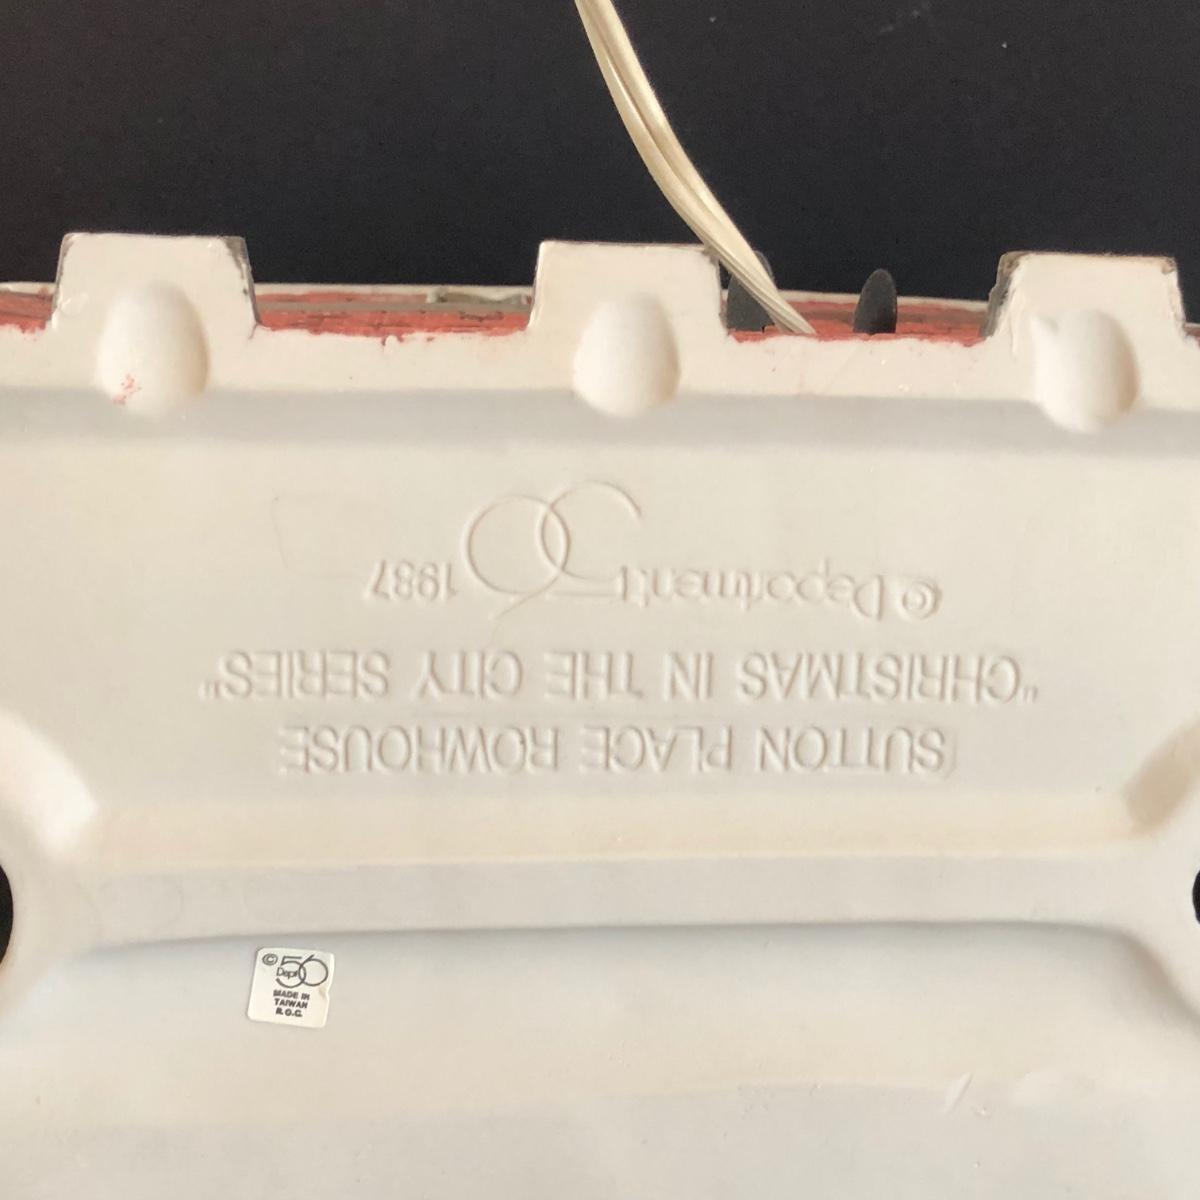 SUTTON PLACE ROWHOUSE
"CHRISTMAS IN THE CITY SERIES"
© Department 56 1987
© Dept 56
MADE IN
TAIWAN
R.O.C.